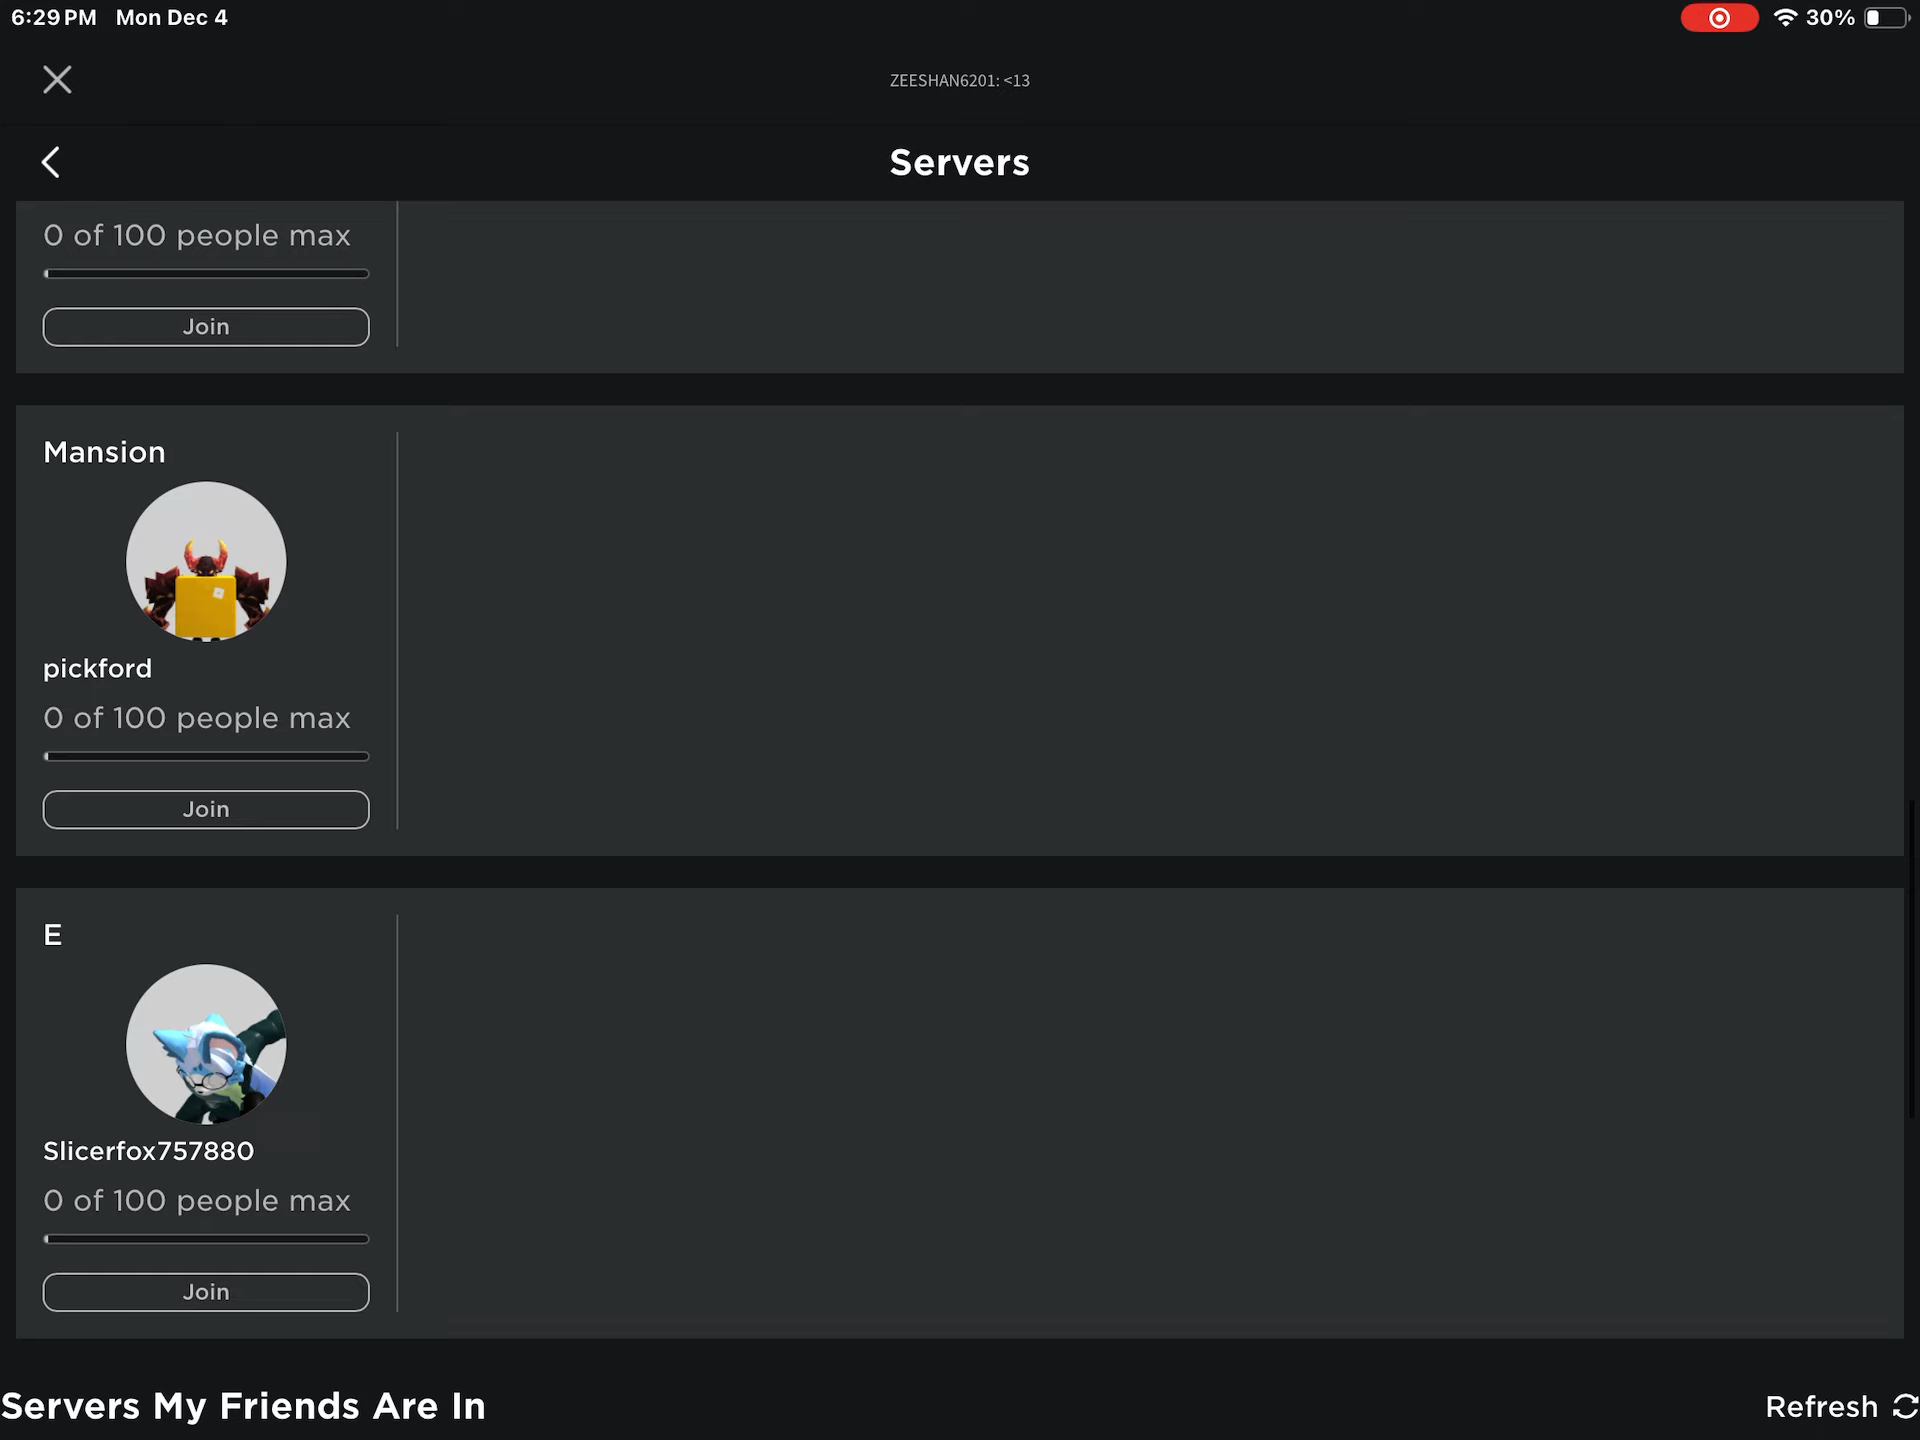 6:29 PM Mon Dec 4
30%
ZEESHAN6201: <13
Servers
0 of 100 people max
Join
Mansion
pickford
0 of 100 people max
Join
E
Slicerfox757880
0 of 100 people max
Join
Servers My Friends Are In
Refresh